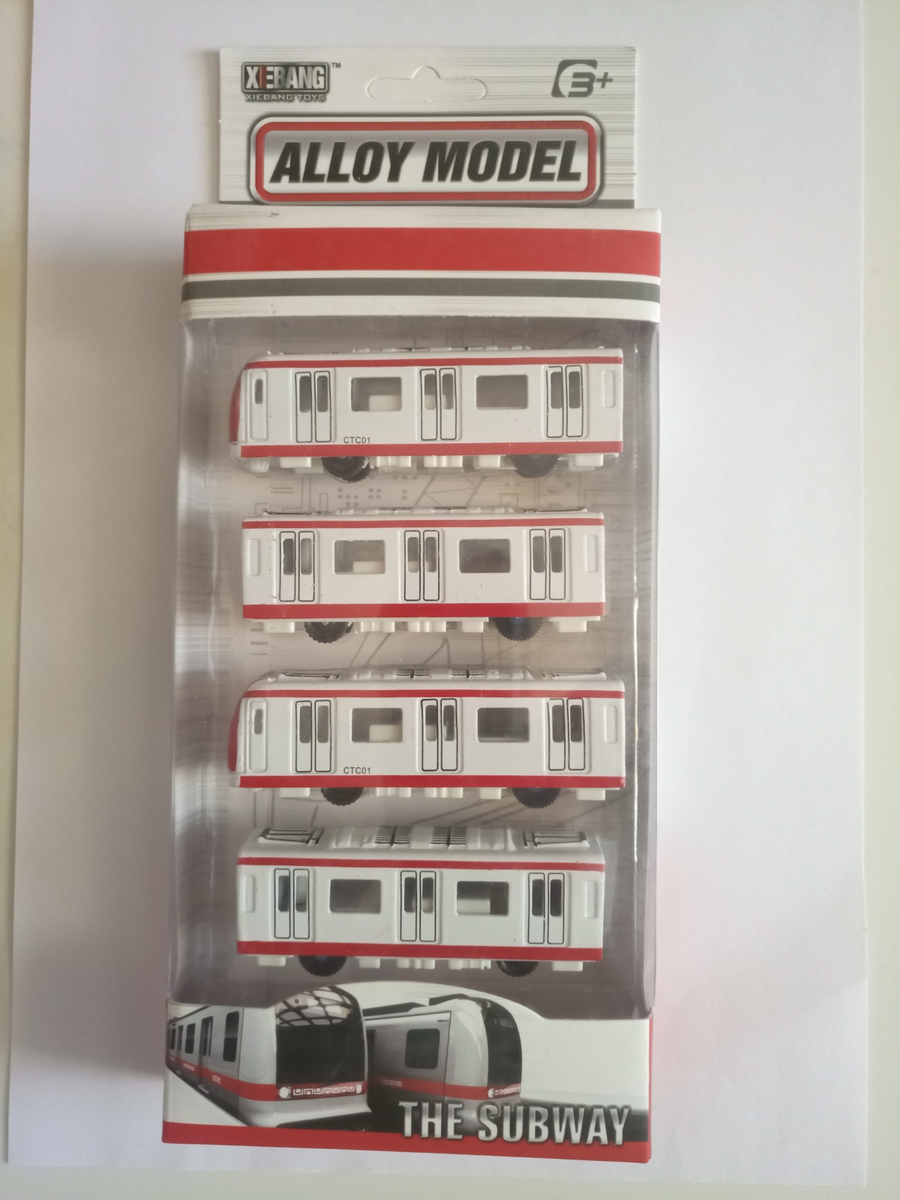 XIEBANG™
XIEBANG TOYS
3+
ALLOY MODEL
CTC01
CTC01
THE SUBWAY